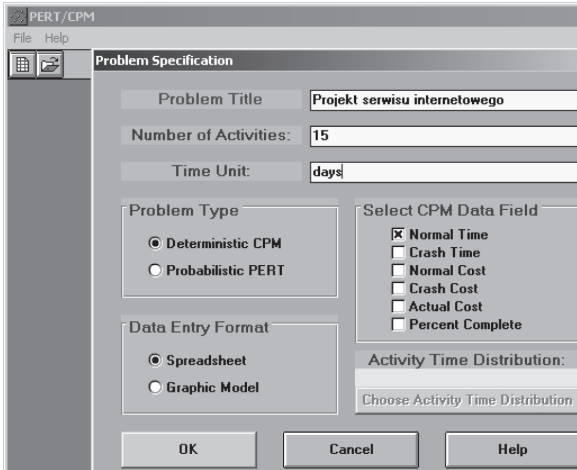 PERT/CPM
File Help
Problem Specification
Problem Title
Projekt serwisu internetowego
Number of Activities:
15
Time Unit:
days
Problem Type
Deterministic CPM
Probabilistic PERT
Select CPM Data Field
Normal Time
Crash Time
Normal Cost
Crash Cost
Actual Cost
Percent Complete
Data Entry Format
Spreadsheet
Graphic Model
Activity Time Distribution:
Choose Activity Time Distribution
OK Cancel Help